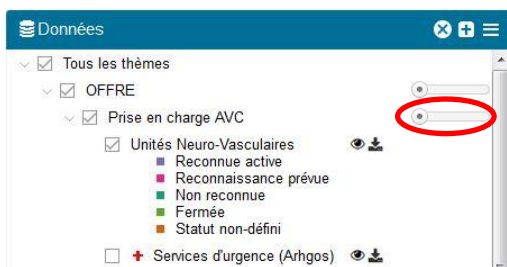 Données
Tous les thèmes
OFFRE
Prise en charge AVC
Unités Neuro-Vasculaires
Reconnue active
Reconnaissance prévue
Non reconnue
Fermée
Statut non-défini
Services d'urgence (Arhgos)